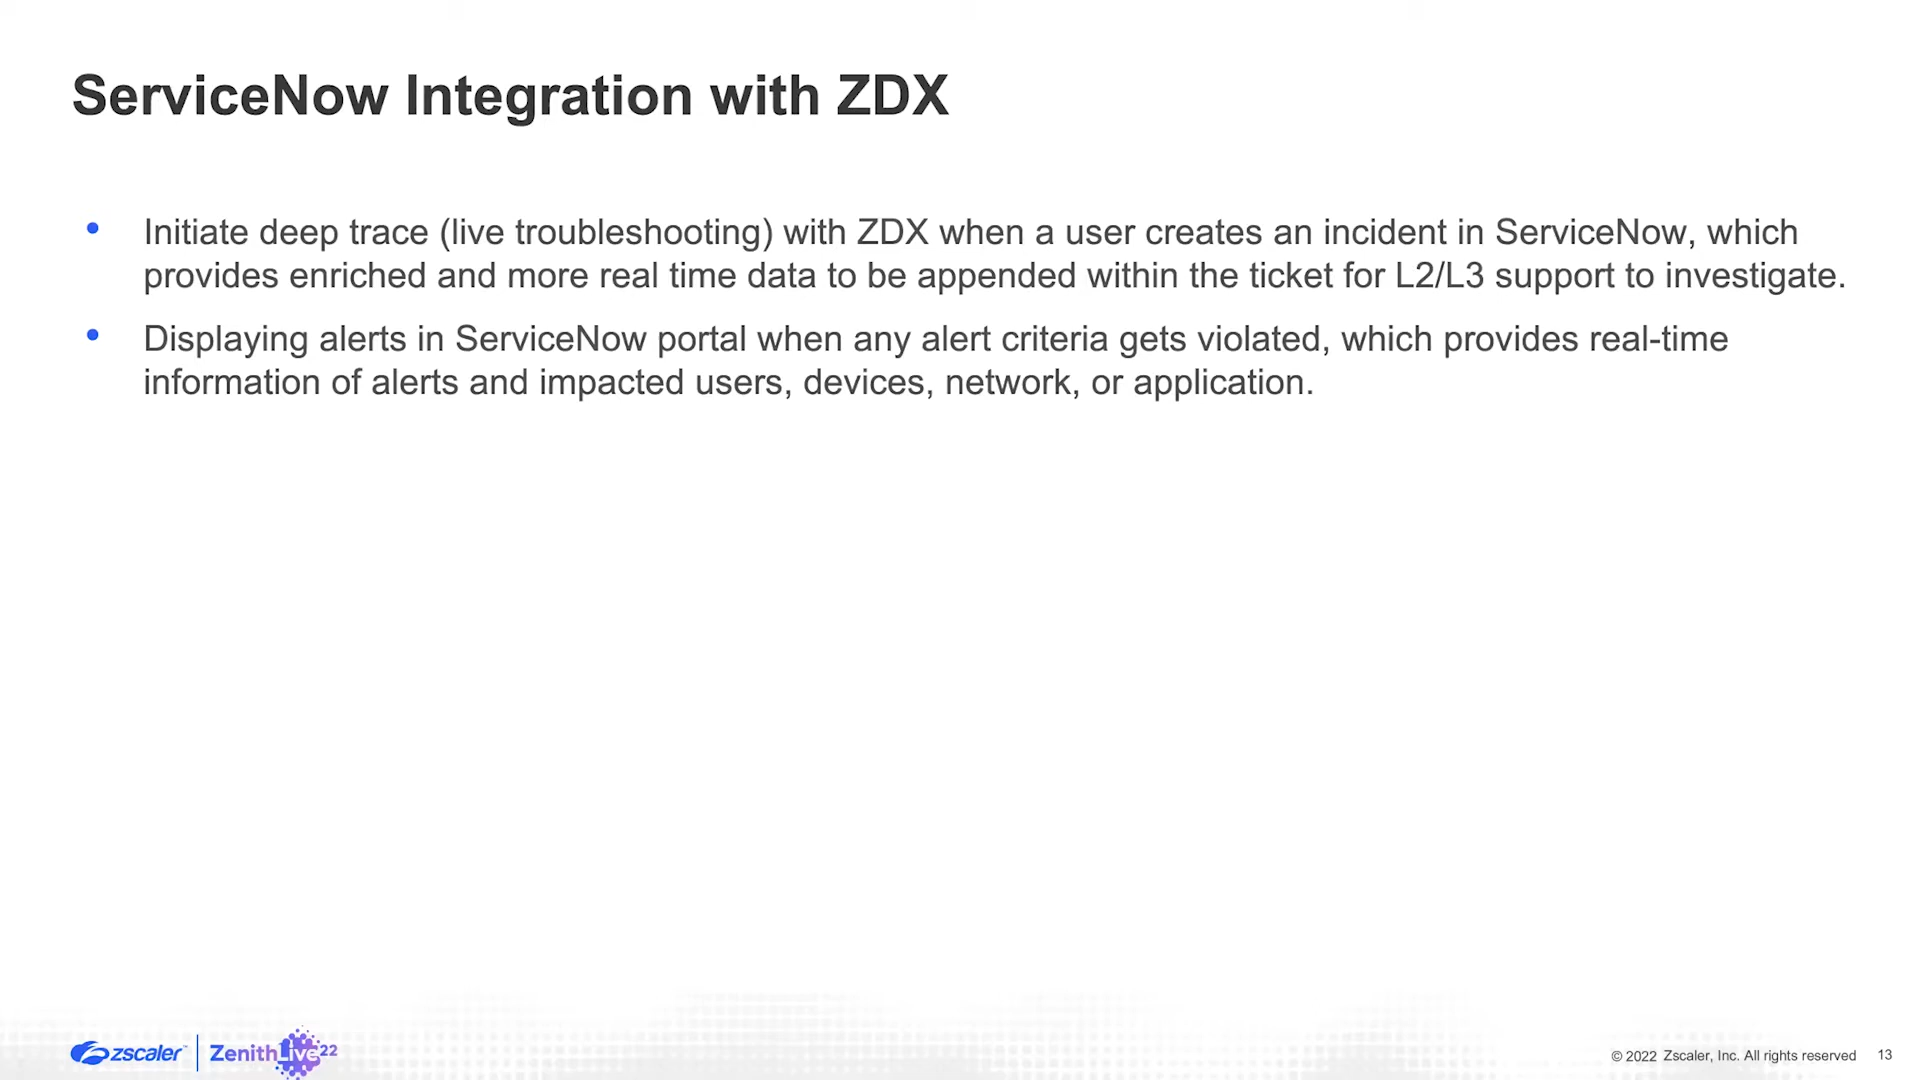 ServiceNow Integration with ZDX
• Initiate deep trace (live troubleshooting) with ZDX when a user creates an incident in ServiceNow, which
provides enriched and more real time data to be appended within the ticket for L2/L3 support to investigate.
• Displaying alerts in ServiceNow portal when any alert criteria gets violated, which provides real-time
information of alerts and impacted users, devices, network, or application.
zscaler™ | ZenithLive22
© 2022 Zscaler, Inc. All rights reserved 13